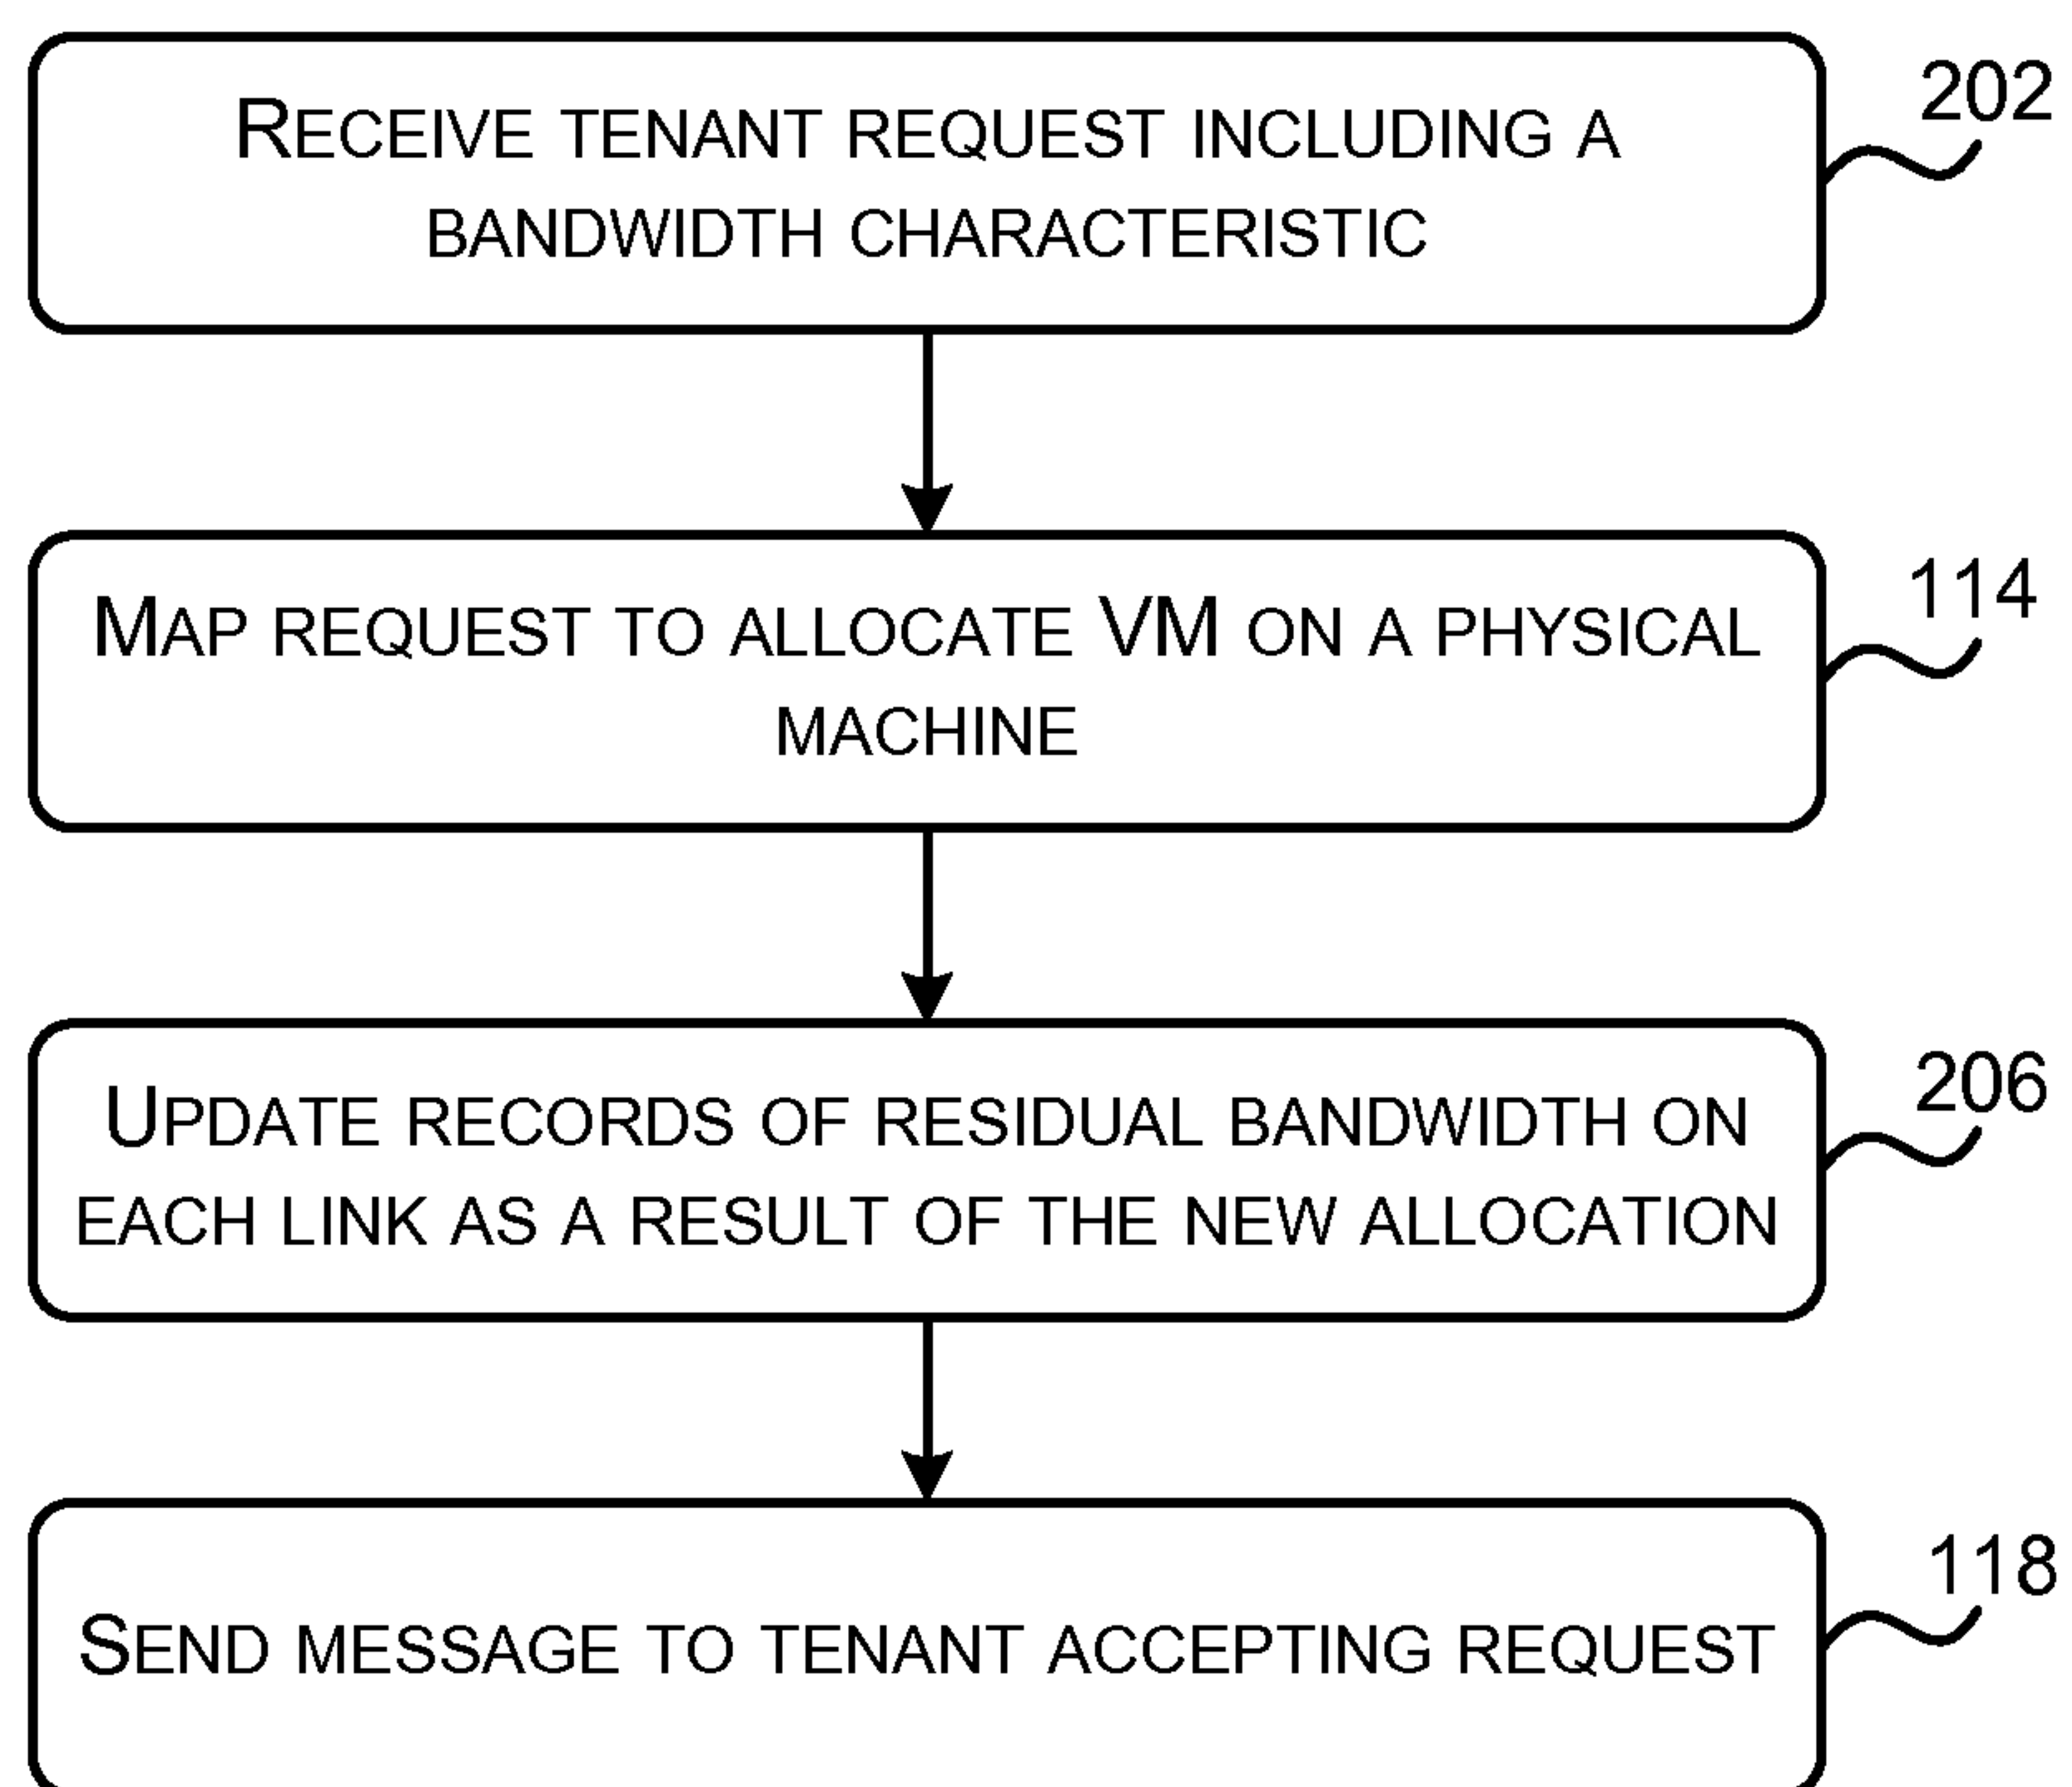 RECEIVE TENANT REQUEST INCLUDING A
BANDWIDTH CHARACTERISTIC
202
MAP REQUEST TO ALLOCATE VM ON A PHYSICAL
MACHINE
114
UPDATE RECORDS OF RESIDUAL BANDWIDTH ON
EACH LINK AS A RESULT OF THE NEW ALLOCATION
206
SEND MESSAGE TO TENANT ACCEPTING REQUEST
118